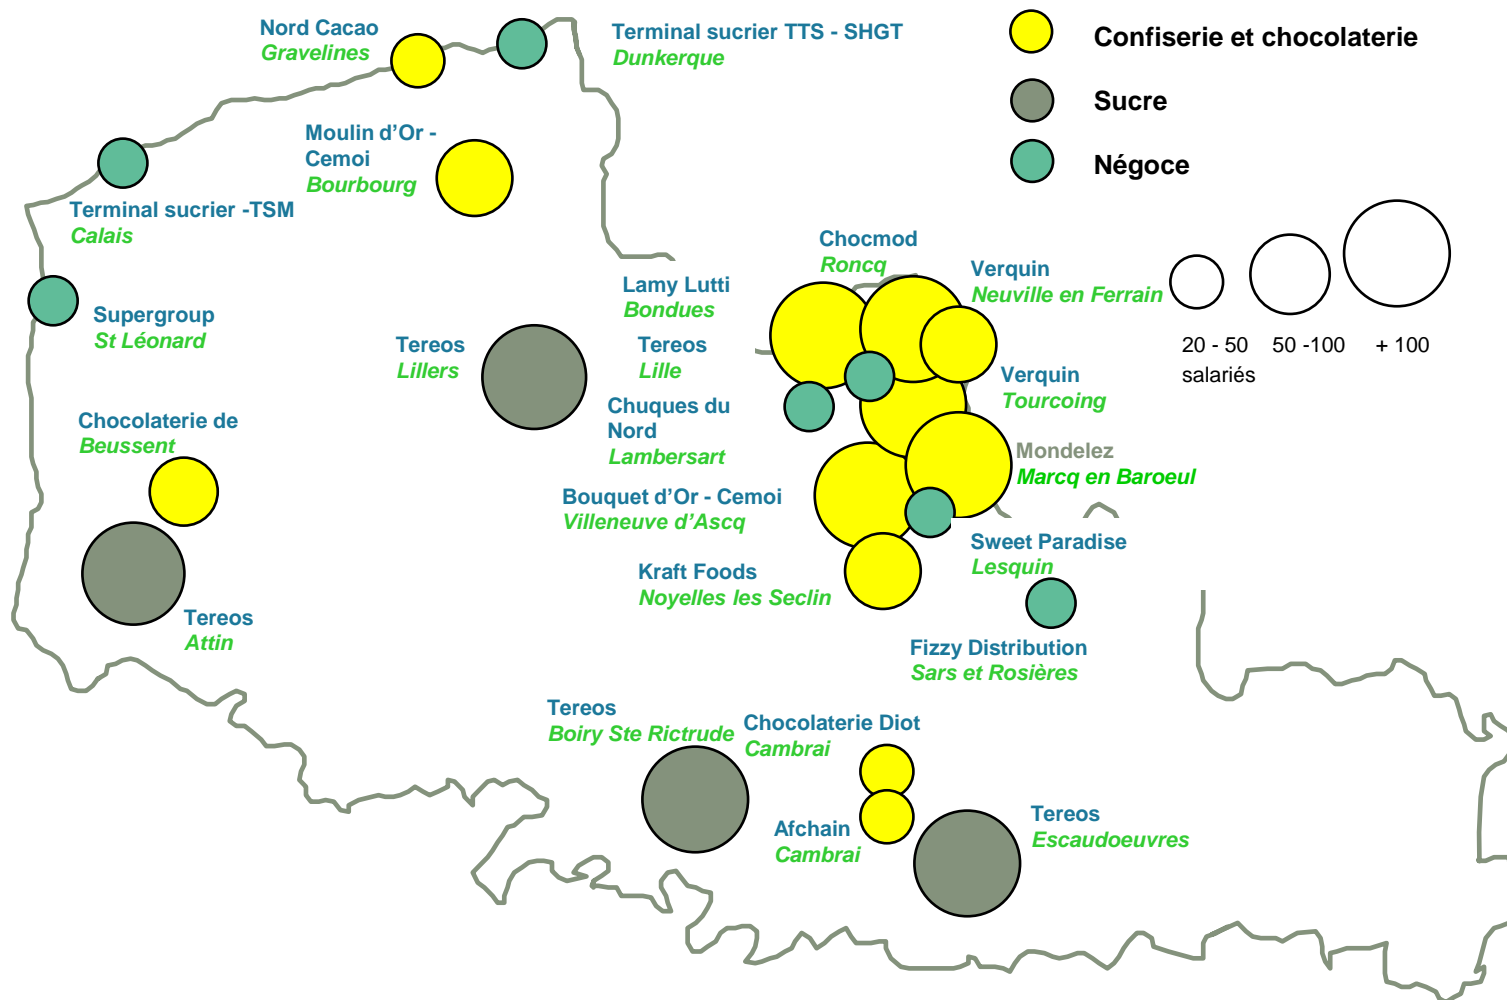 Nord Cacao
Gravelines
Terminal sucrier TTS - SHGT
Dunkerque
Confiserie et chocolaterie
Sucre
Négoce
Moulin d'Or -
Cemoi
Bourbourg
Terminal sucrier -TSM
Calais
Supergroup
St Léonard
Chocmod
Roncq
Lamy Lutti
Bondues
Verquin
Neuville en Ferrain
20 - 50
salariés
50 -100
+ 100
Tereos
Lillers
Tereos
Lille
Verquin
Tourcoing
Chuques du
Nord
Lambersart
Chocolaterie de
Beussent
Mondelez
Marcq en Baroeul
Bouquet d'Or - Cemoi
Villeneuve d'Ascq
Sweet Paradise
Lesquin
Kraft Foods
Noyelles les Seclin
Tereos
Attin
Fizzy Distribution
Sars et Rosières
Tereos
Boiry Ste Rictrude
Chocolaterie Diot
Cambrai
Afchain
Cambrai
Tereos
Escaudoeuvres